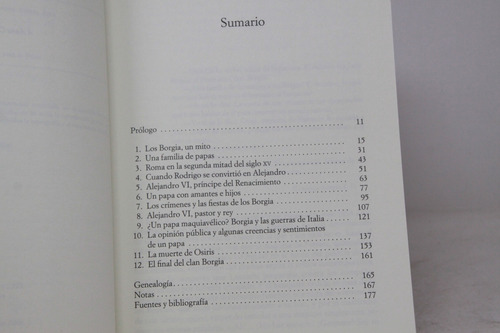 Sumario
Prólogo 11
1. Los Borgia, un mito 15
2. Una familia de papas 31
3. Roma en la segunda mitad del siglo XV 43
4. Cuando Rodrigo se convirtió en Alejandro 51
5. Alejandro VI, príncipe del Renacimiento 63
6. Un papa con amantes e hijos 77
7. Los crímenes y las fiestas de los Borgia 95
8. Alejandro VI, pastor y rey 107
9. ¿Un papa maquiavélico? Borgia y las guerras de Italia 121
10. La opinión pública y algunas creencias y sentimientos
de un papa 137
11. La muerte de Osiris 153
12. El final del clan Borgia 161
Genealogía 165
Notas 167
Fuentes y bibliografía 177